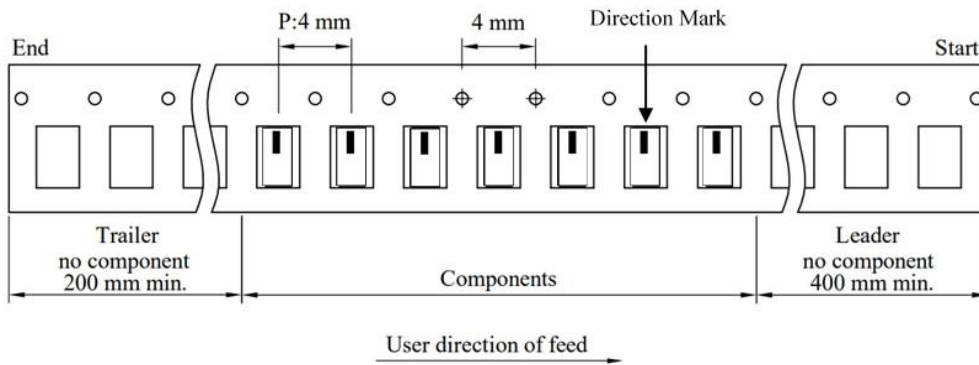 P:4 mm
4 mm
Direction Mark
End
Start
Trailer
no component
200 mm min.
Components
Leader
no component
400 mm min.
User direction of feed